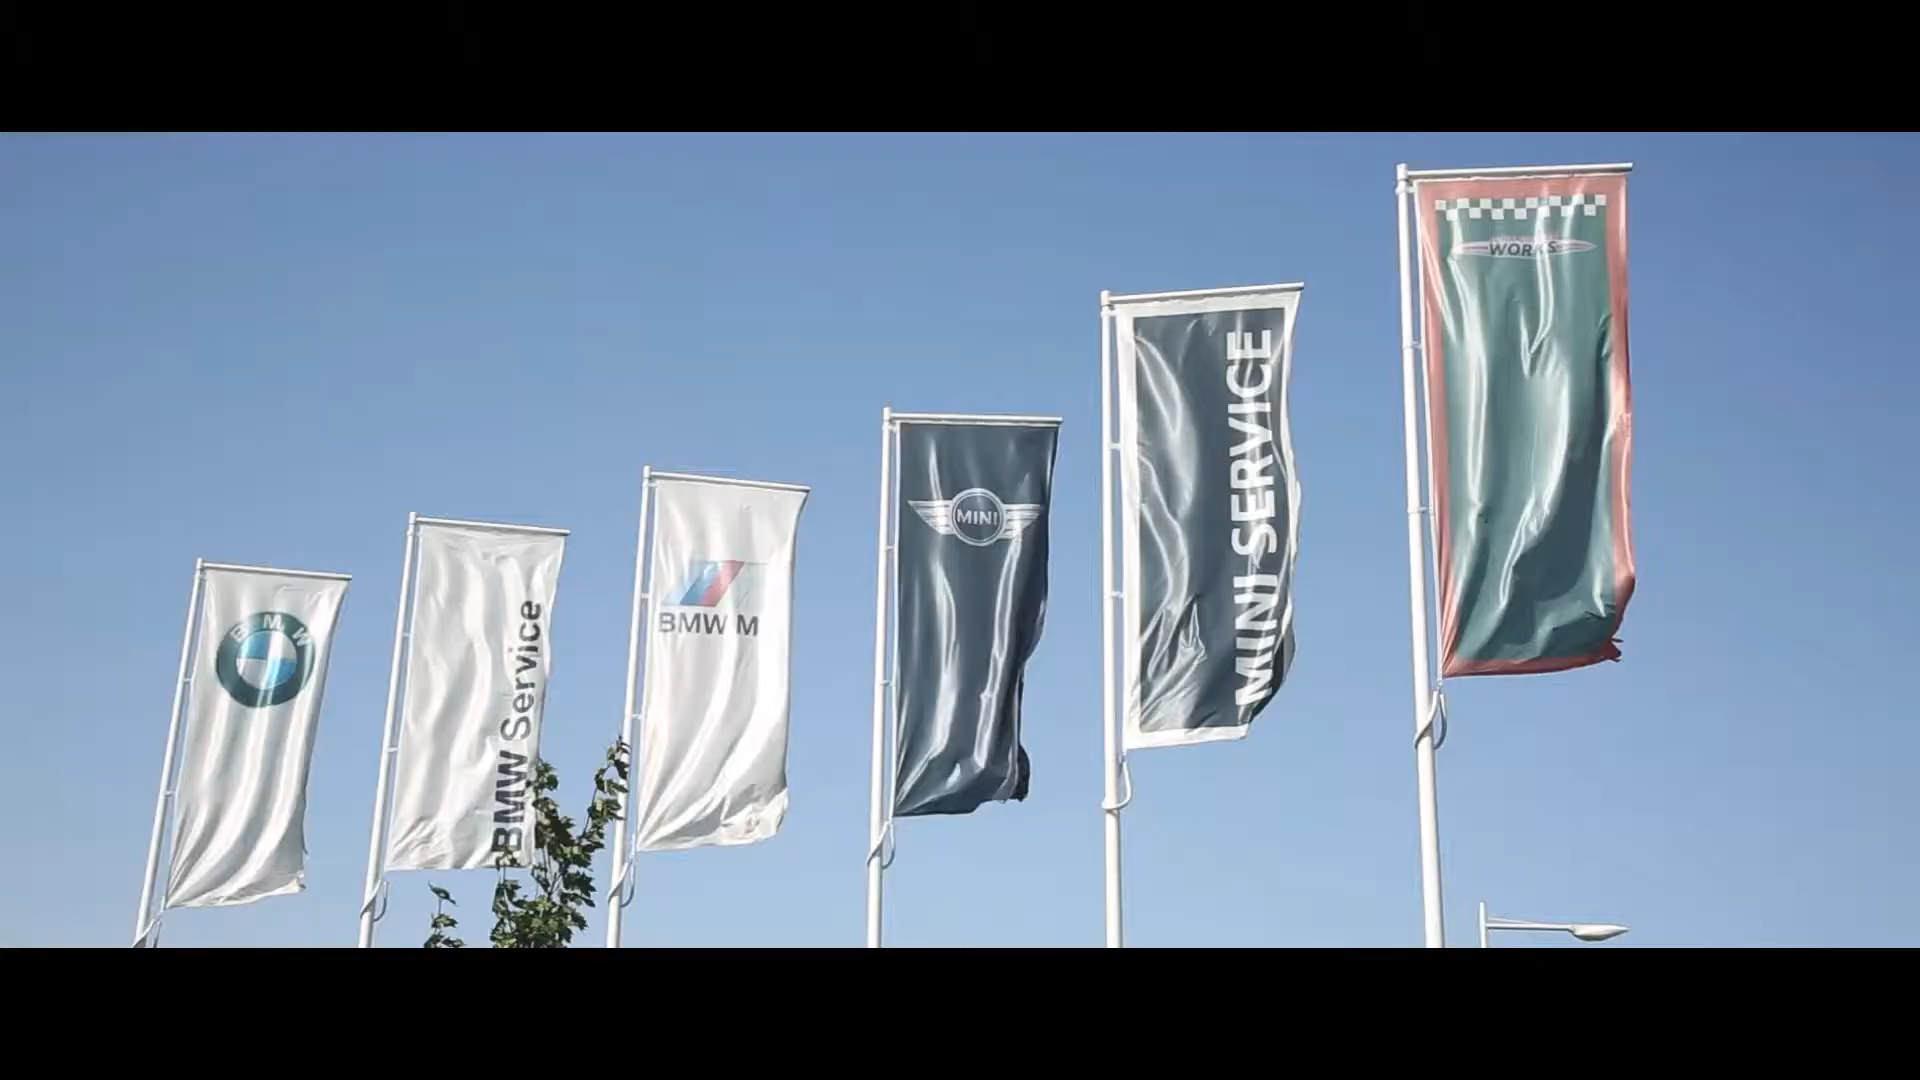 BMW
BMW Service
BMW M
MINI
MINI SERVICE
WORKS